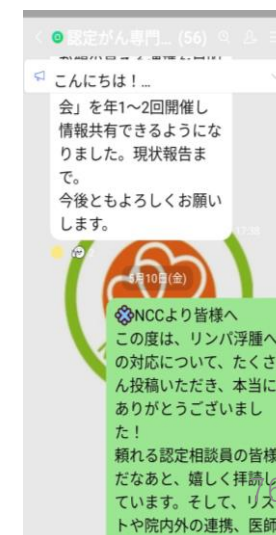 認定がん専門... (56)
こんにちは！...
会」を年1〜2回開催し
情報共有できるようにな
りました。現状報告ま
で。
今後ともよろしくお願い
します。
17:38
2
5月10日(金)
NCCより皆様へ
この度は、リンパ浮腫へ
の対応について、たくさ
ん投稿いただき、本当に
ありがとうございまし
た！
頼れる認定相談員の皆様
だなあと、嬉しく拝読し
ています。そして、リス
トや院内外の連携、医師